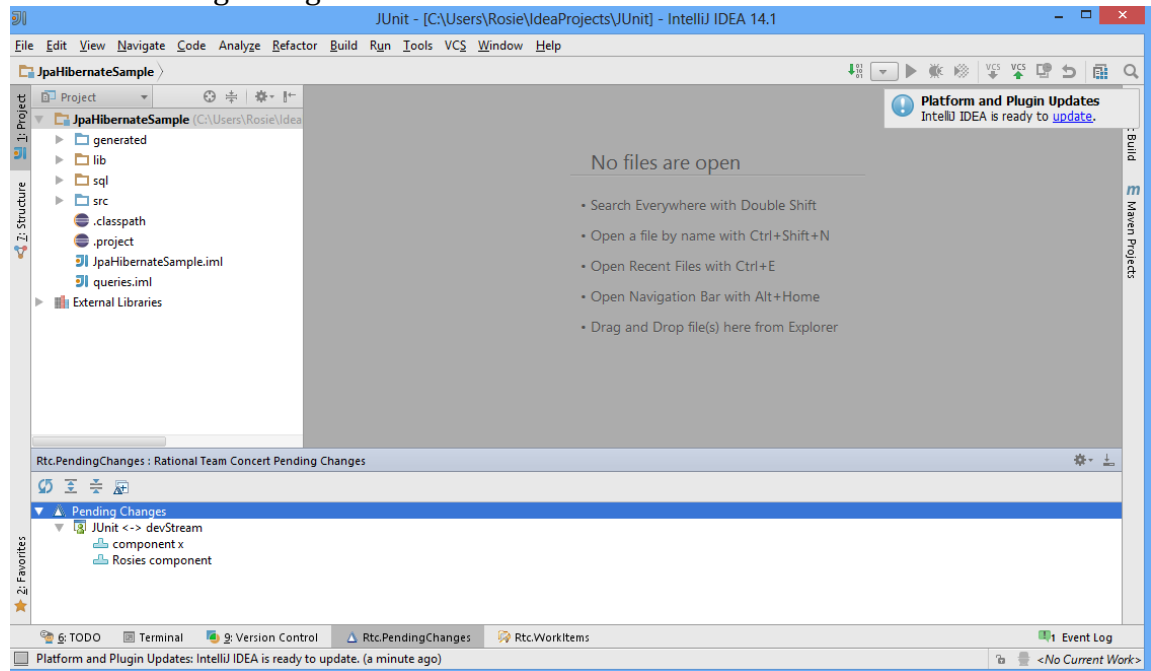 JUnit - [C:\Users\Rosie\IdeaProjects\JUnit] - IntelliJ IDEA 14.1
File Edit View Navigate Code Analyze Refactor Build Run Tools VCS Window Help
JpaHibernateSample
VCS VCS
Project
Platform and Plugin Updates
IntelliJ IDEA is ready to update.
1: Project
7: Structure
2: Favorites
JpaHibernateSample (C:\Users\Rosie\Idea
generated
lib
sql
src
.classpath
.project
JpaHibernateSample.iml
queries.iml
External Libraries
No files are open
• Search Everywhere with Double Shift
• Open a file by name with Ctrl+Shift+N
• Open Recent Files with Ctrl+E
• Open Navigation Bar with Alt+Home
• Drag and Drop file(s) here from Explorer
Build
m Maven Projects
Rtc.PendingChanges : Rational Team Concert Pending Changes
Pending Changes
JUnit <-> devStream
component x
Rosies component
6: TODO Terminal 9: Version Control Rtc.PendingChanges Rtc.WorkItems 1 Event Log
Platform and Plugin Updates: IntelliJ IDEA is ready to update. (a minute ago) <No Current Work>